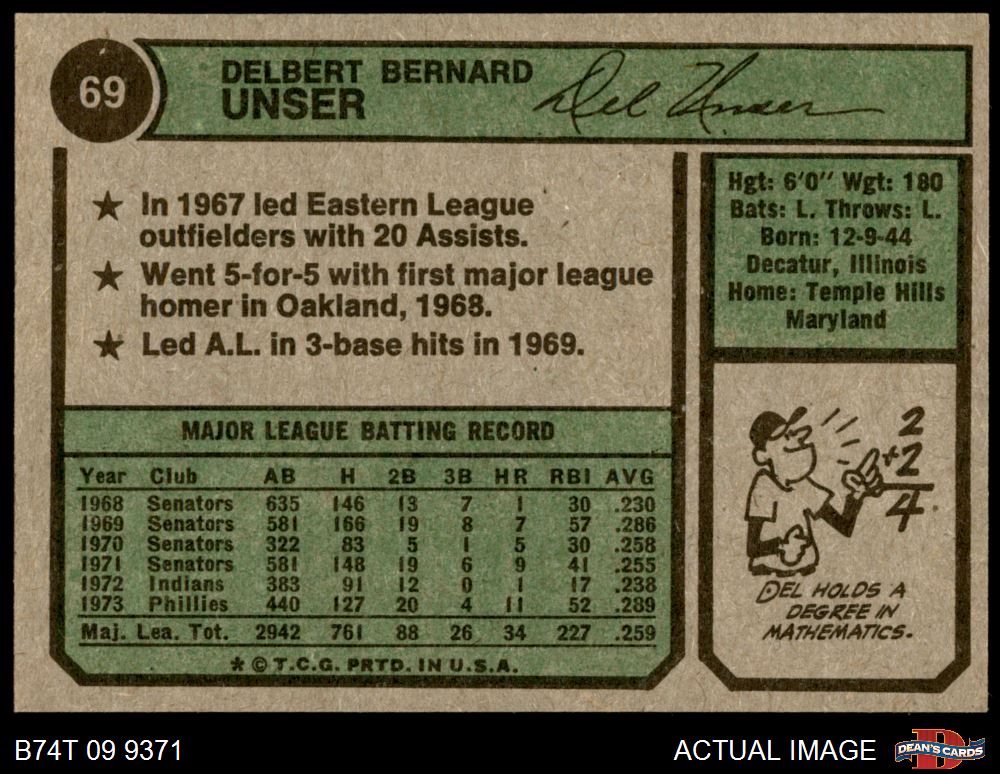 69
DELBERT BERNARD
UNSER
Del Unser
★ In 1967 led Eastern League
outfielders with 20 Assists.
★ Went 5-for-5 with first major league
homer in Oakland, 1968.
★ Led A.L. in 3-base hits in 1969.
Hgt: 6'0" Wgt: 180
Bats: L. Throws: L.
Born: 12-9-44
Decatur, Illinois
Home: Temple Hills
Maryland
MAJOR LEAGUE BATTING RECORD
Year Club AB H 2B 3B HR RBI AVG
1968 Senators 635 146 13 7 1 30 .230
1969 Senators 581 166 19 8 7 57 .286
1970 Senators 322 83 5 1 5 30 .258
1971 Senators 581 148 19 6 9 41 .255
1972 Indians 383 91 12 0 1 17 .238
1973 Phillies 440 127 20 4 11 52 .289
Maj. Lea. Tot. 2942 761 88 26 34 227 .259
* © T.C.G. PRTD. IN U.S.A.
2
×2
4
DEL HOLDS A
DEGREE IN
MATHEMATICS.
B74T 09 9371
ACTUAL IMAGE
D
DEAN'S CARDS